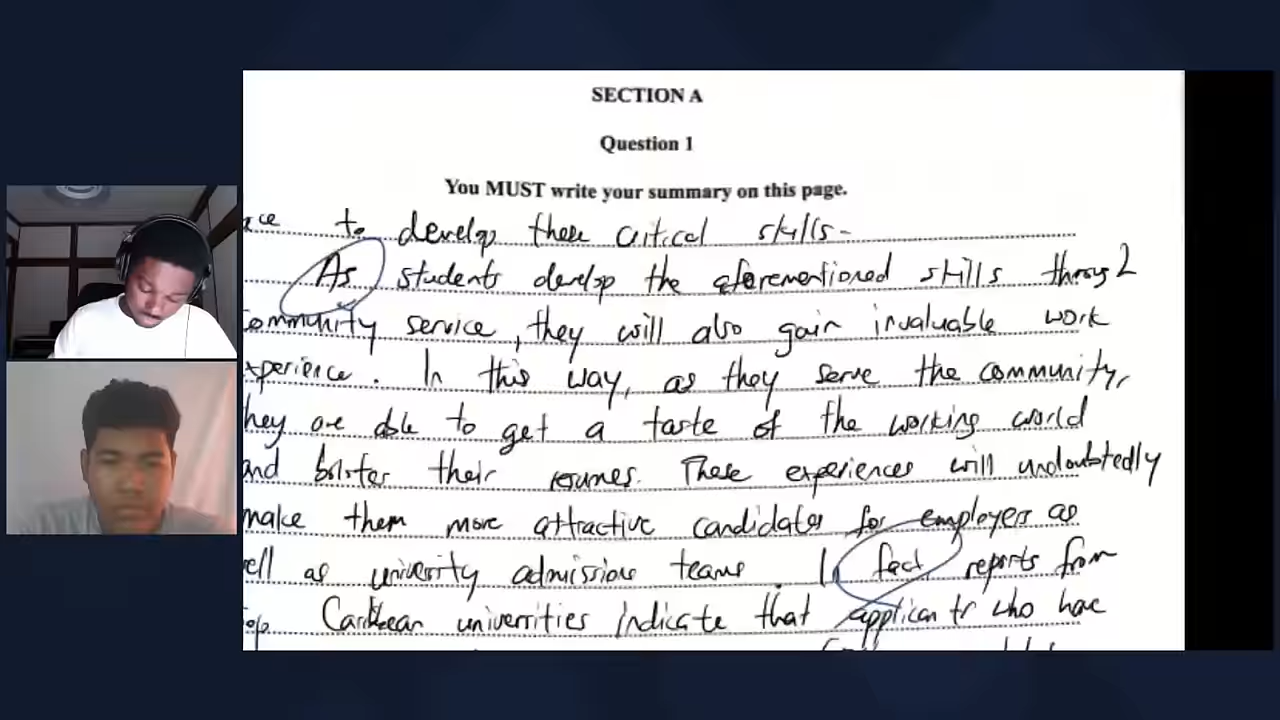 SECTION A
Question 1
You MUST write your summary on this page.
to develop these critical skills-
As students develop the aforementioned skills through
ommunity service, they will also gain invaluable work
xperience. In this way, as they serve the community,
hey are able to get a taste of the working world
and bolster their resumes. These experiences will undoubtedly
make them more attractive candidates for employers as
ell as university admissions teams. In fact, reports from
Caribbean universities indicate that applicants who have